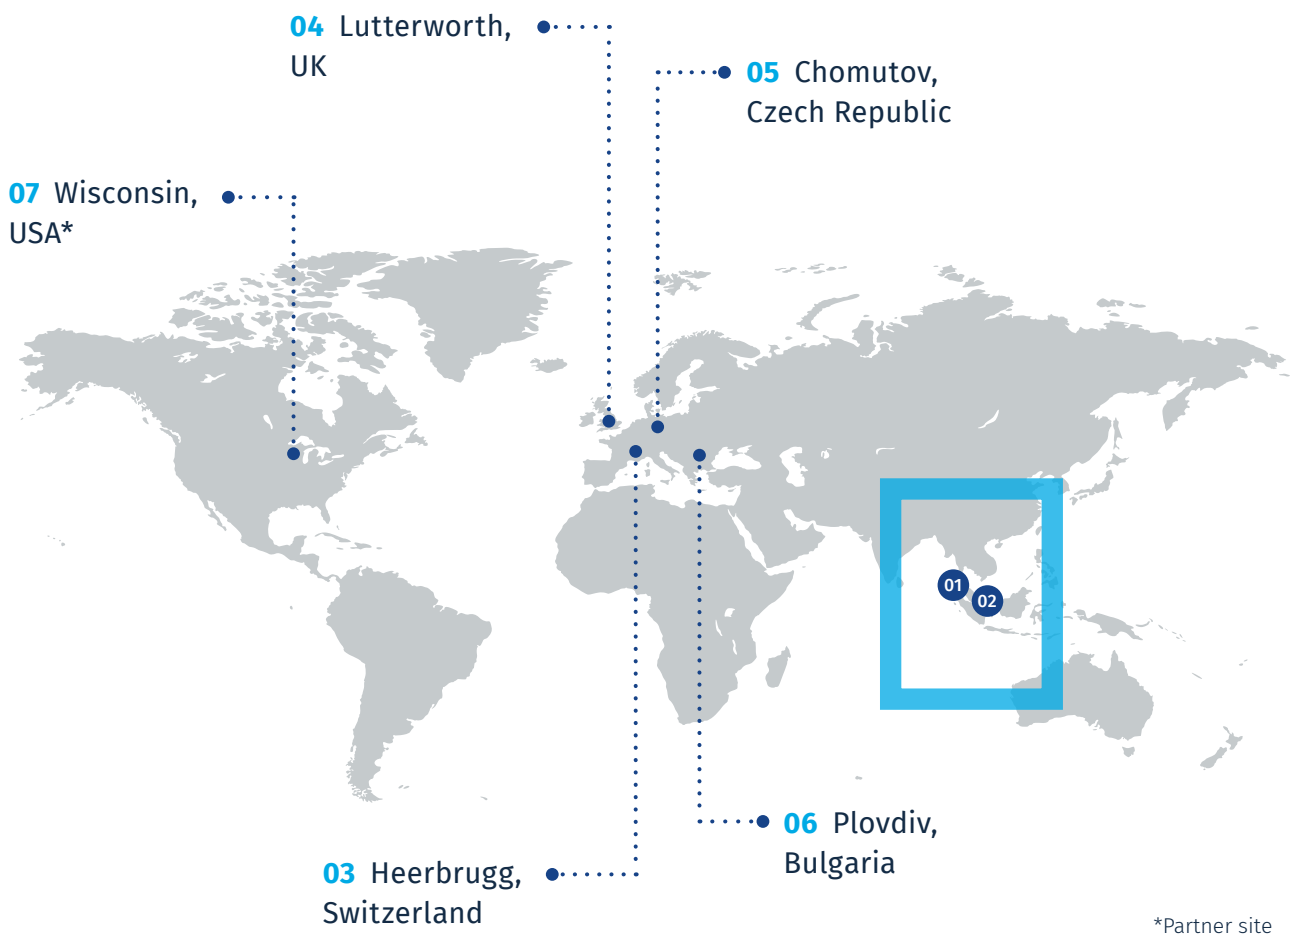 04 Lutterworth,
UK
05 Chomutov,
Czech Republic
07 Wisconsin,
USA*
01
02
06 Plovdiv,
Bulgaria
03 Heerbrugg,
Switzerland
*Partner site